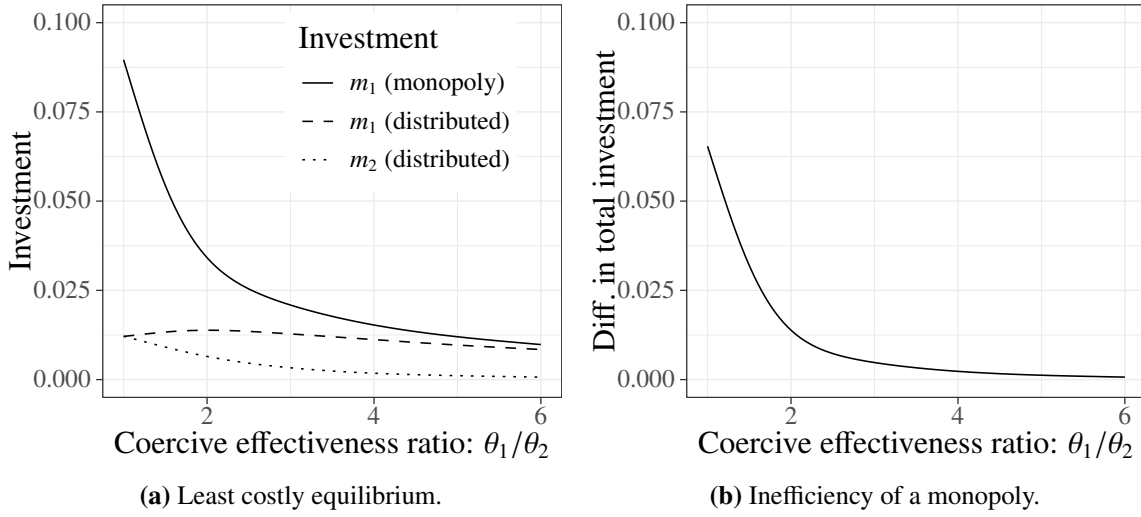 0.100
0.075
0.050
0.025
0.000
Investment
Investment
m₁ (monopoly)
m₁ (distributed)
m₂ (distributed)
2 4 6
Coercive effectiveness ratio: θ₁/θ₂
(a) Least costly equilibrium.
0.100
0.075
0.050
0.025
0.000
Diff. in total investment
2 4 6
Coercive effectiveness ratio: θ₁/θ₂
(b) Inefficiency of a monopoly.